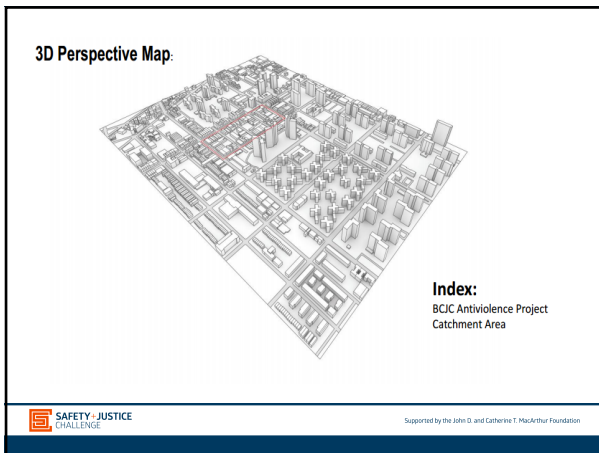 3D Perspective Map:
Index:
BCJC Antiviolence Project
Catchment Area
SAFETY+JUSTICE
CHALLENGE
Supported by the John D. and Catherine T. MacArthur Foundation